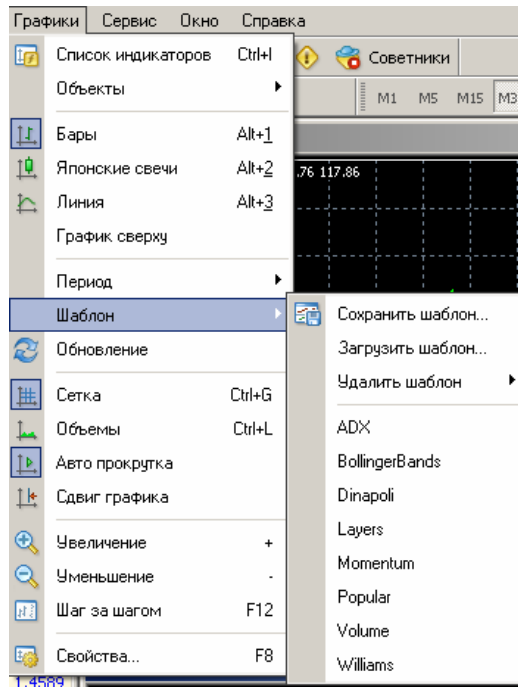 Графики Сервис Окно Справка
Список индикаторов Ctrl+I
Советники
Объекты
M1 M5 M15 M3
Бары Alt+1
Японские свечи Alt+2
.76 117.86
Линия Alt+3
График сверху
Период
Шаблон
Сохранить шаблон...
Обновление
Загрузить шаблон...
Удалить шаблон
Сетка Ctrl+G
Объемы Ctrl+L
ADX
Авто прокрутка
BollingerBands
Сдвиг графика
Dinapoli
Layers
Увеличение +
Momentum
Уменьшение -
Popular
Шаг за шагом F12
Volume
Свойства... F8
Williams
1.4589